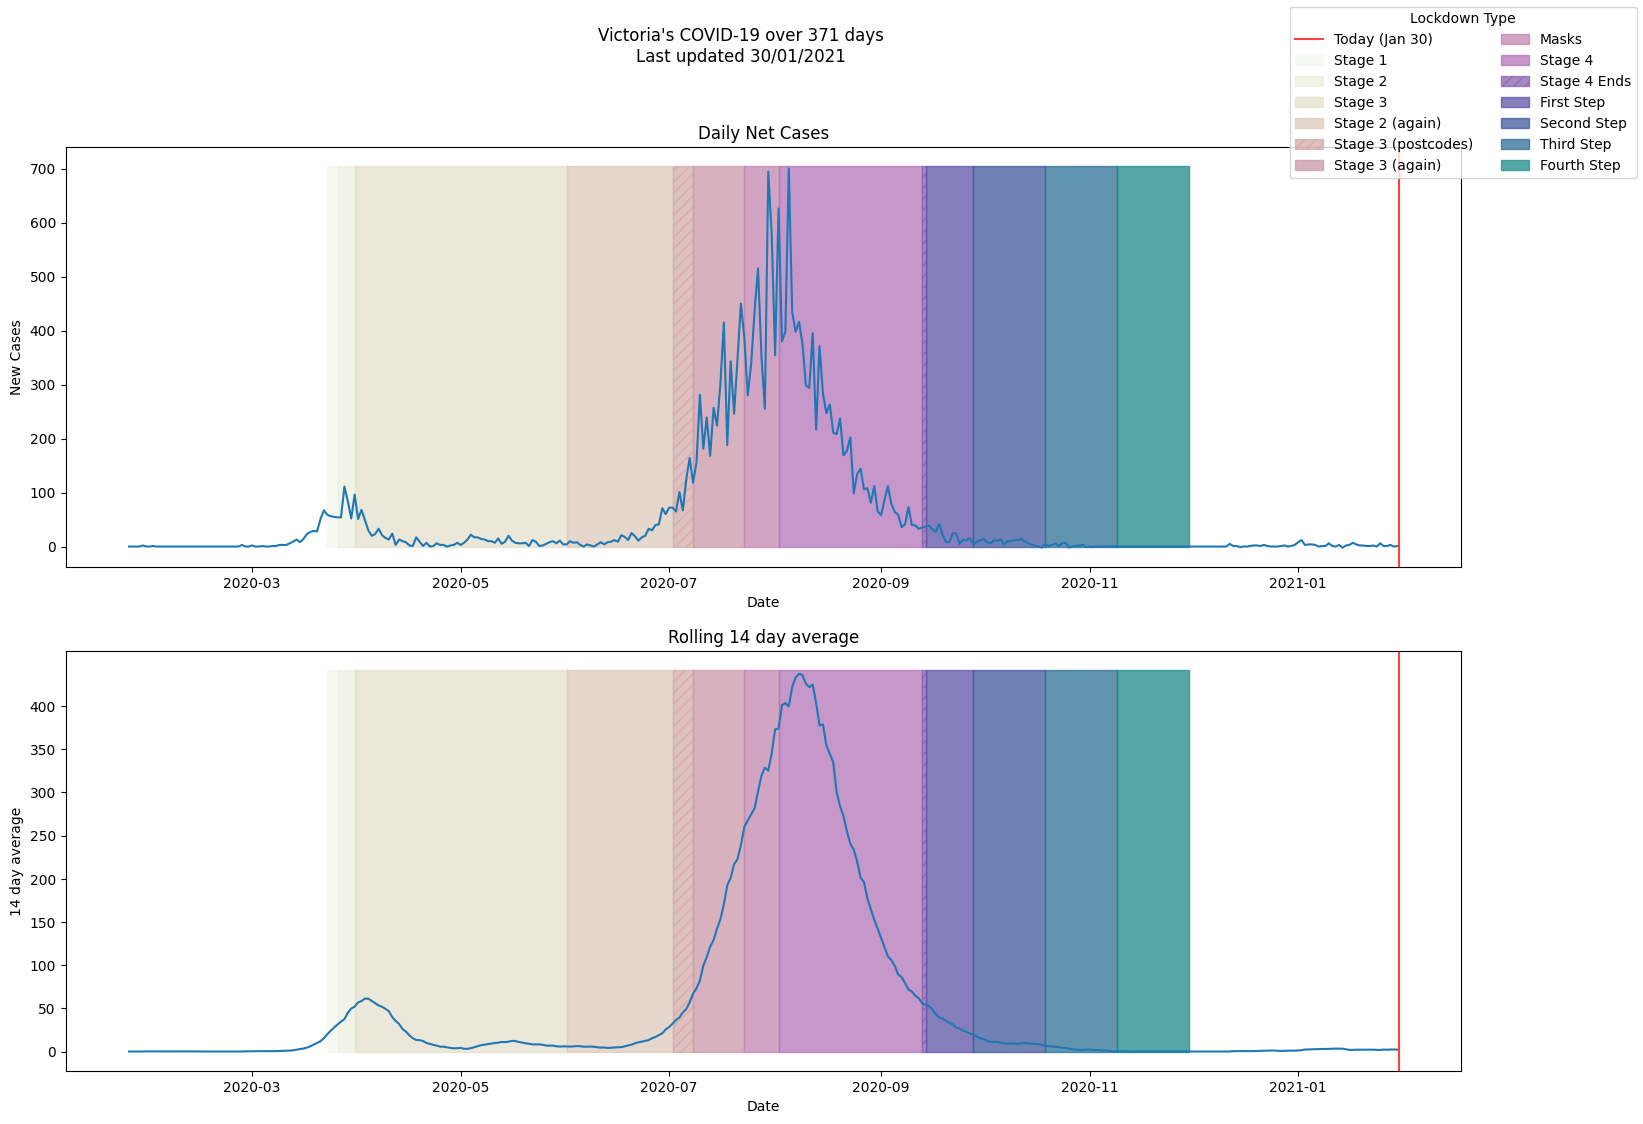 Victoria's COVID-19 over 371 days
Last updated 30/01/2021
Lockdown Type
Today (Jan 30)
Stage 1
Stage 2
Stage 3
Stage 2 (again)
Stage 3 (postcodes)
Stage 3 (again)
Masks
Stage 4
Stage 4 Ends
First Step
Second Step
Third Step
Fourth Step
Daily Net Cases
New Cases
700
600
500
400
300
200
100
0
2020-03 2020-05 2020-07 2020-09 2020-11 2021-01
Date
Rolling 14 day average
14 day average
400
350
300
250
200
150
100
50
0
2020-03 2020-05 2020-07 2020-09 2020-11 2021-01
Date